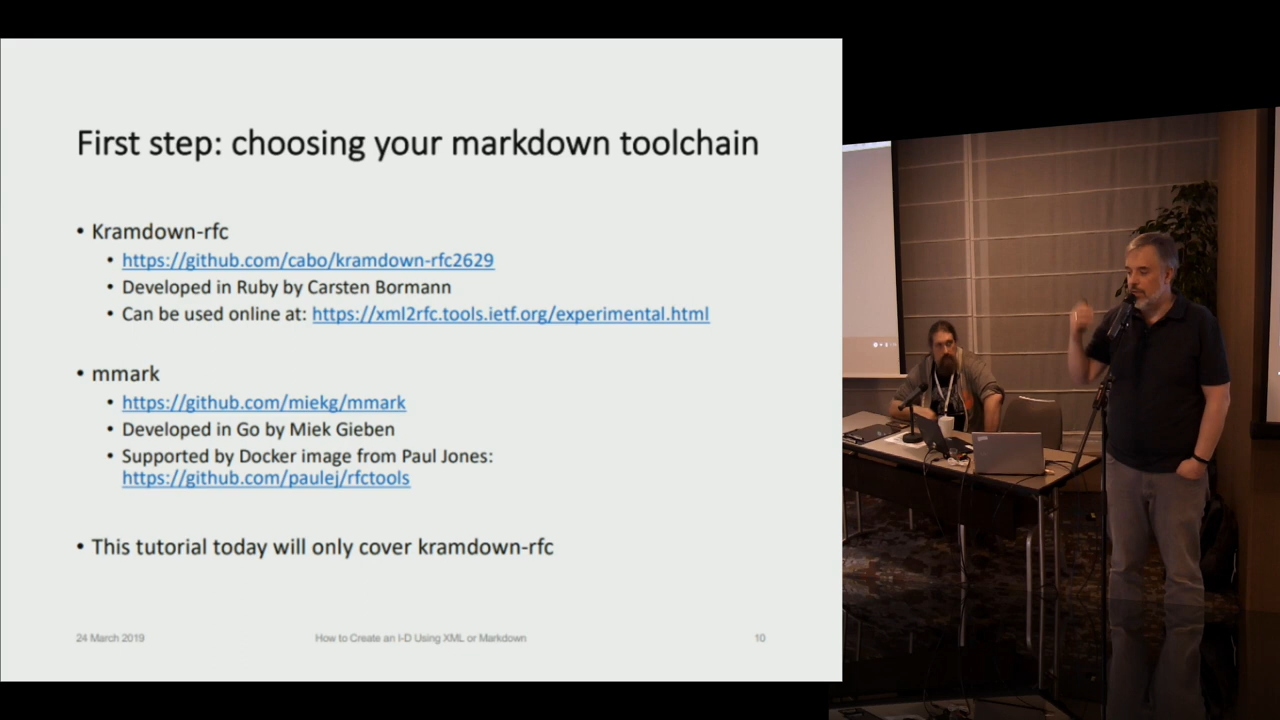 First step: choosing your markdown toolchain
• Kramdown-rfc
• https://github.com/cabo/kramdown-rfc2629
• Developed in Ruby by Carsten Bormann
• Can be used online at: https://xml2rfc.tools.ietf.org/experimental.html
• mmark
• https://github.com/miekg/mmark
• Developed in Go by Miek Gieben
• Supported by Docker image from Paul Jones:
https://github.com/paulej/rfctools
• This tutorial today will only cover kramdown-rfc
24 March 2019
How to Create an I-D Using XML or Markdown
10